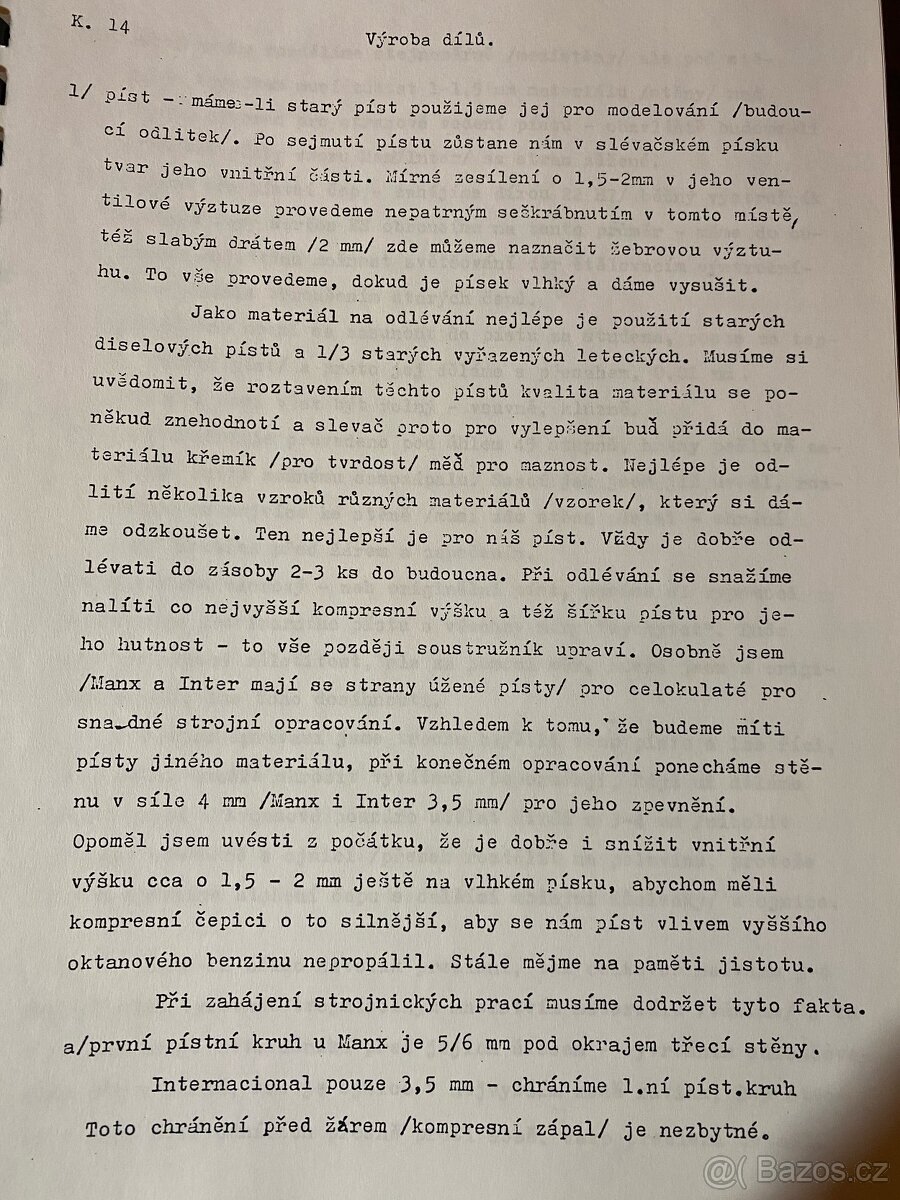 K. 14
Výroba dílů.
1/ píst - máme-li starý píst použijeme jej pro modelování /budou-
cí odlitek/. Po sejmutí pístu zůstane nám v slévačském písku
tvar jeho vnitřní části. Mírné zesílení o 1,5-2mm v jeho ven-
tilové výztuze provedeme nepatrným seškrábnutím v tomto místě,
též slabým drátem /2 mm/ zde můžeme naznačit žebrovou výztu-
hu. To vše provedeme, dokud je písek vlhký a dáme vysušit.
Jako materiál na odlévání nejlépe je použití starých
diselových pístů a 1/3 starých vyřazených leteckých. Musíme si
uvědomit, že roztavením těchto pístů kvalita materiálu se po-
někud znehodnotí a slevač proto pro vylepšení buď přidá do ma-
teriálu křemík /pro tvrdost/ měď pro maznost. Nejlépe je od-
lití několika vzroků různých materiálů /vzorek/, který si dá-
me odzkoušet. Ten nejlepší je pro náš píst. Vždy je dobře od-
lévati do zásoby 2-3 ks do budoucna. Při odlévání se snažíme
nalíti co nejvyšší kompresní výšku a též šířku pístu pro je-
ho hutnost - to vše později soustružník upraví. Osobně jsem
/Manx a Inter mají se strany úžené písty/ pro celokulaté pro
snadné strojní opracování. Vzhledem k tomu, že budeme míti
písty jiného materiálu, při konečném opracování ponecháme stě-
nu v síle 4 mm /Manx i Inter 3,5 mm/ pro jeho zpevnění.
Opoměl jsem uvésti z počátku, že je dobře i snížit vnitřní
výšku cca o 1,5 - 2 mm ještě na vlhkém písku, abychom měli
kompresní čepici o to silnější, aby se nám píst vlivem vyššího
oktanového benzinu nepropálil. Stále mějme na paměti jistotu.
Při zahájení strojnických prací musíme dodržet tyto fakta.
a/první pístní kruh u Manx je 5/6 mm pod okrajem třecí stěny.
Internacional pouze 3,5 mm - chráníme 1.ní píst.kruh
Toto chránění před žárem /kompresní zápal/ je nezbytné.
@( Bazos.cz